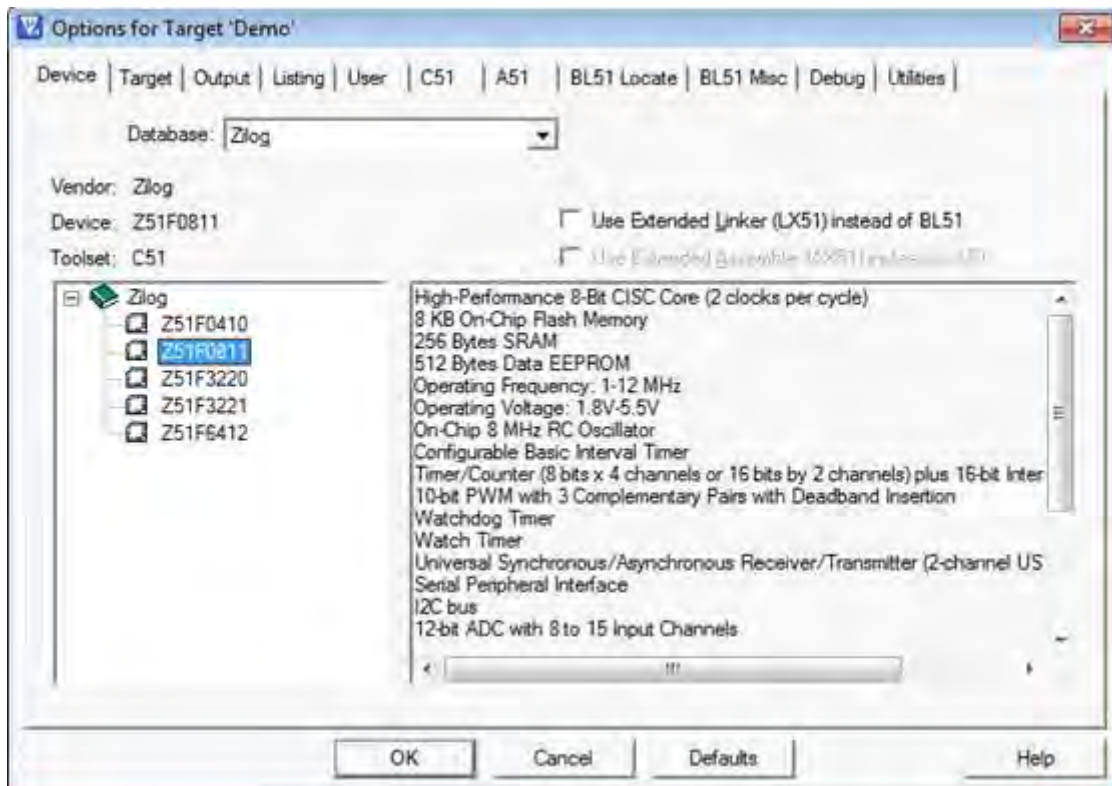 Options for Target 'Demo'
Device Target Output Listing User C51 A51 BL51 Locate BL51 Misc Debug Utilities
Database: Zilog
Vendor: Zilog
Device: Z51F0811
Use Extended Linker (LX51) instead of BL51
Toolset: C51
Use Extended Assembler
Zilog
Z51F0410
Z51F0811
Z51F3220
Z51F3221
Z51F6412
High-Performance 8-Bit CISC Core (2 clocks per cycle)
8 KB On-Chip Flash Memory
256 Bytes SRAM
512 Bytes Data EEPROM
Operating Frequency: 1-12 MHz
Operating Voltage: 1.8V-5.5V
On-Chip 8 MHz RC Oscillator
Configurable Basic Interval Timer
Timer/Counter (8 bits x 4 channels or 16 bits by 2 channels) plus 16-bit Inter
10-bit PWM with 3 Complementary Pairs with Deadband Insertion
Watchdog Timer
Watch Timer
Universal Synchronous/Asynchronous Receiver/Transmitter (2-channel US
Serial Peripheral Interface
I2C bus
12-bit ADC with 8 to 15 Input Channels
OK Cancel Defaults Help